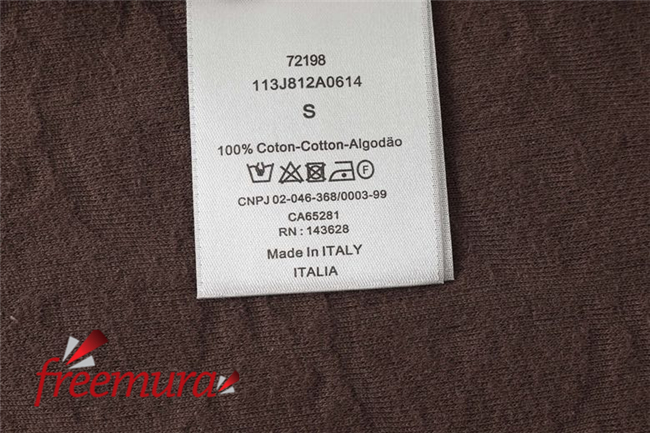 72198
113J812A0614
S
100% Coton-Cotton-Algodão
F
CNPJ 02-046-368/0003-99
CA65281
RN : 143628
Made In ITALY
ITALIA
freemura